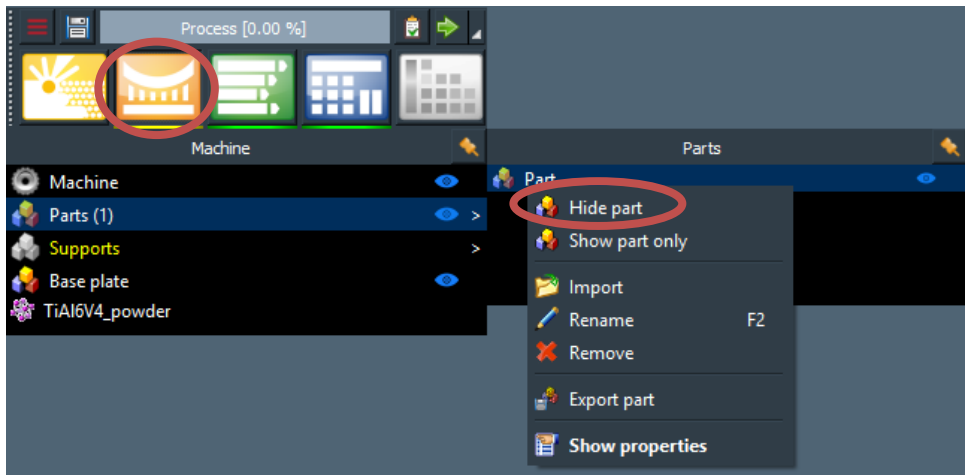 Process [0.00 %]
Machine
Machine
Parts (1)
>
Supports
>
Base plate
TiAl6V4_powder
Parts
Part
Hide part
Show part only
Import
Rename F2
Remove
Export part
Show properties